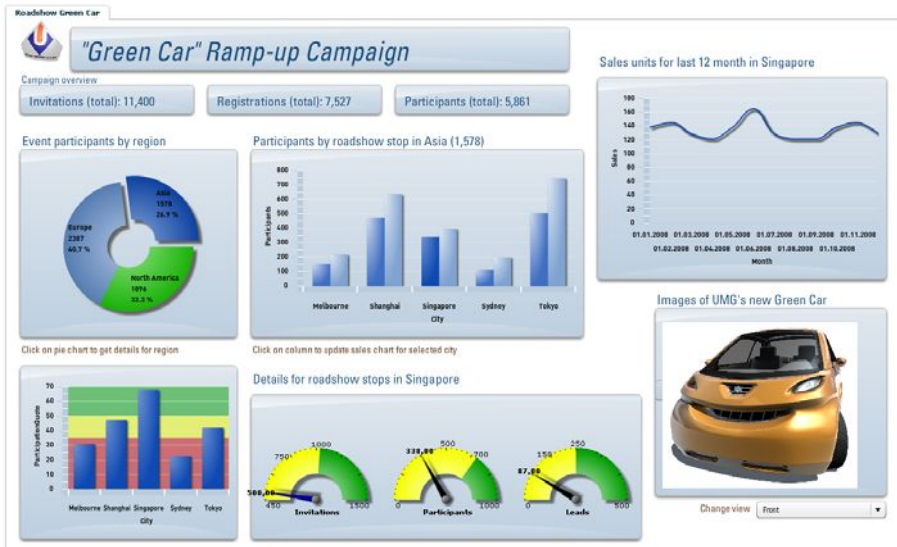 Roadshow Green Car
"Green Car" Ramp-up Campaign
Campaign overview
Invitations (total): 11,400
Registrations (total): 7,527
Participants (total): 5,861
Sales units for last 12 month in Singapore
180
160
140
120
100
80
60
40
20
0
Sales
01.01.2008 01.03.2008 01.05.2008 01.07.2008 01.09.2008 01.11.2008
01.02.2008 01.04.2008 01.06.2008 01.08.2008 01.10.2008
Month
Event participants by region
Asia
1578
26.9 %
Europe
2387
40.7 %
North America
1896
32.3 %
Click on pie chart to get details for region
Participants by roadshow stop in Asia (1,578)
800
700
600
500
400
300
200
100
0
Participants
Melbourne Shanghai Singapore Sydney Tokyo
City
Click on column to update sales chart for selected city
Images of UMG's new Green Car
Change view Front
70
60
50
40
30
20
10
0
ParticipationQuote
Melbourne Shanghai Singapore Sydney Tokyo
City
Details for roadshow stops in Singapore
1000
750
500,00
450 1500
Invitations
500
338,00
700
0 1000
Participants
250
150
87,00
0 500
Leads